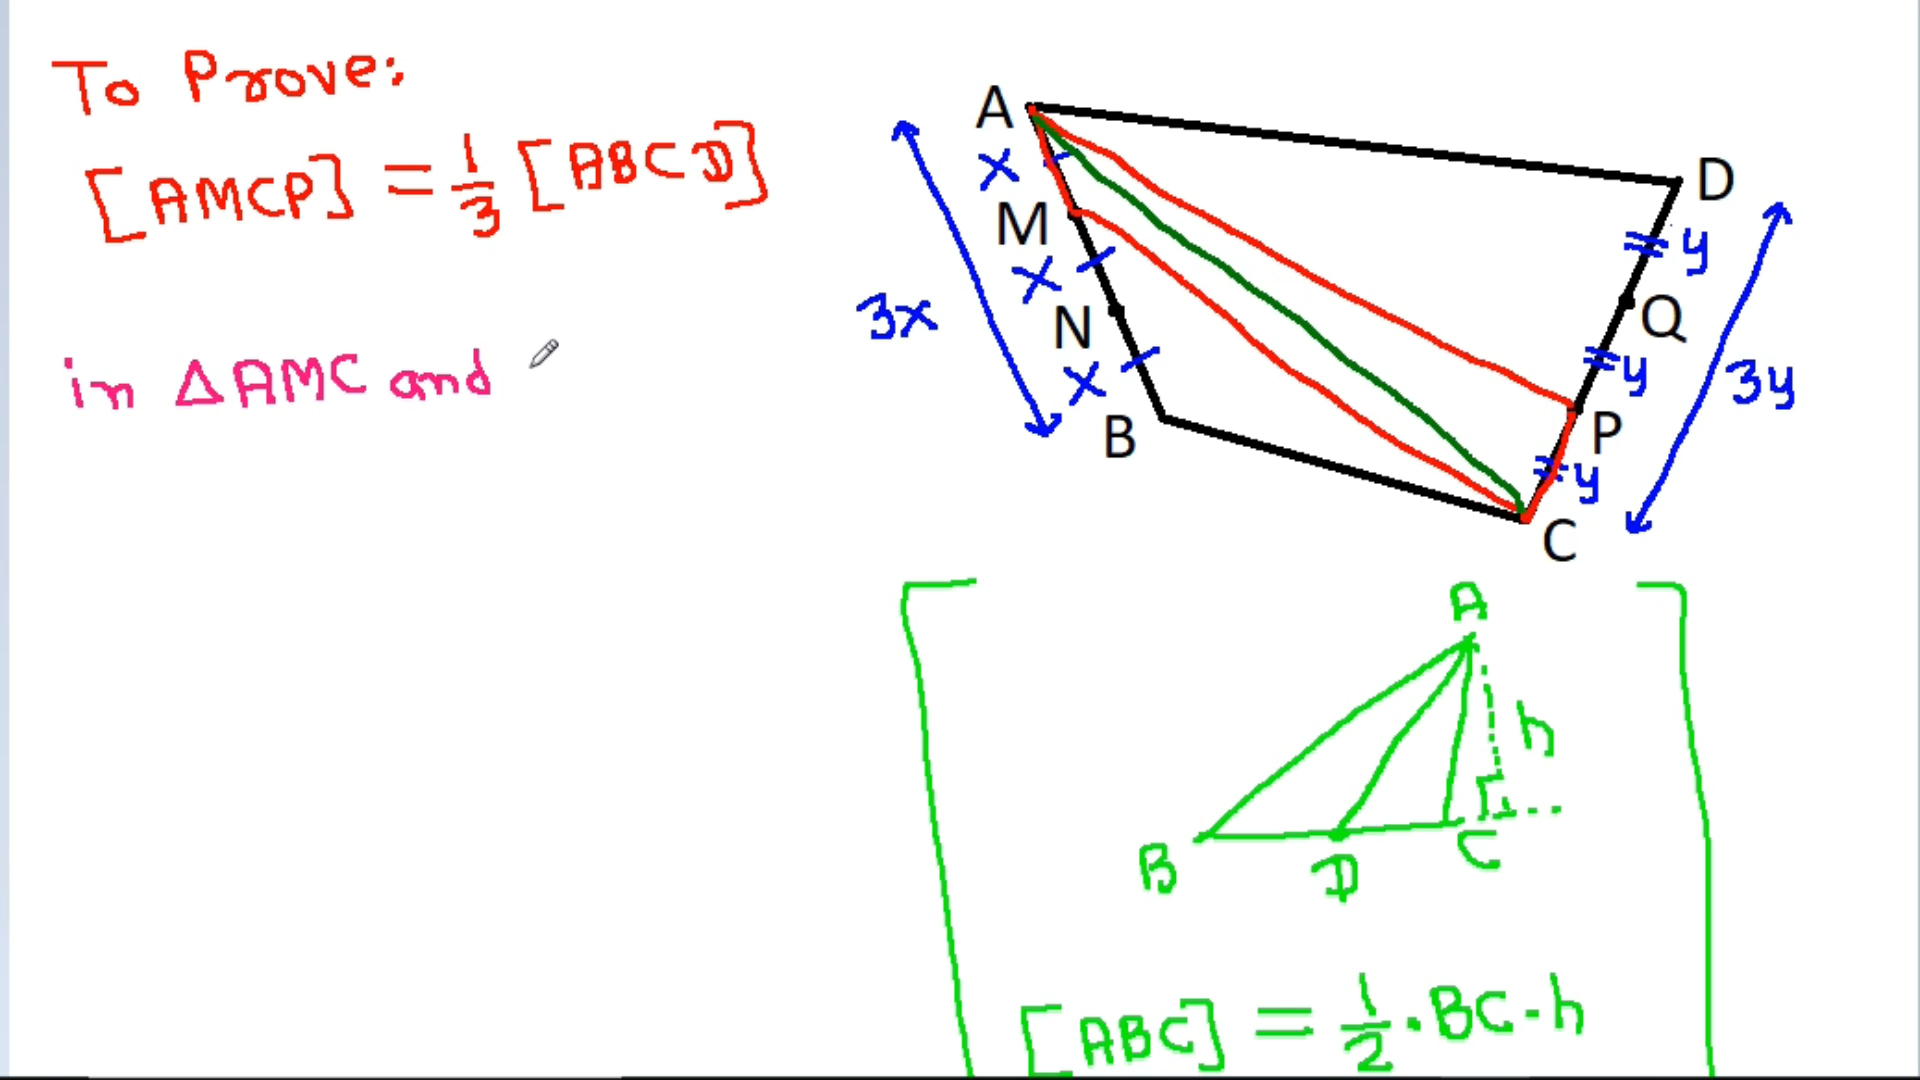 To Prove:
[AMCP] = 1/3 [ABCD]
in ΔAMC and
A
D
x
M
y
x
3x
N
Q
y
3y
x
B
P
y
C
A
h
B
D
C
[ABC] = 1/2 · BC · h